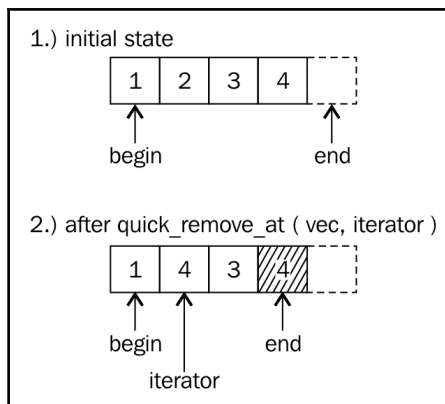 1.) initial state
1 2 3 4
begin end
2.) after quick_remove_at ( vec, iterator )
1 4 3 4
begin end
iterator